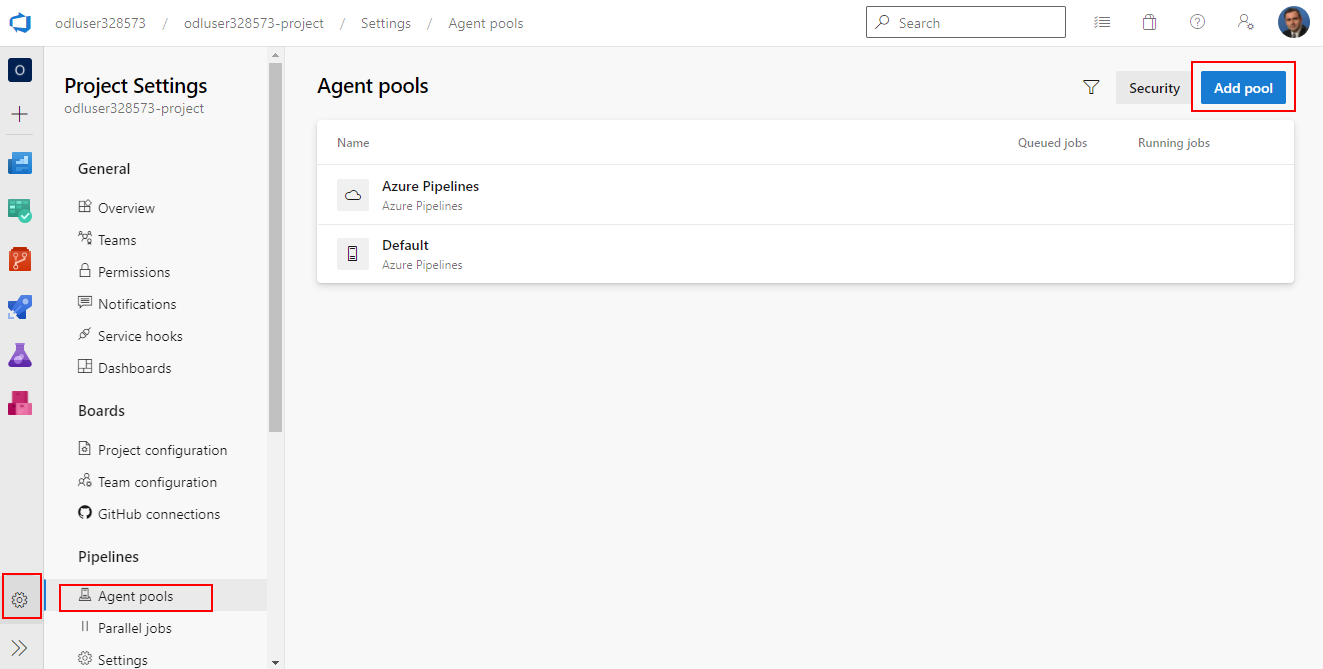 odluser328573 / odluser328573-project / Settings / Agent pools
Search
O
Project Settings
odluser328573-project
General
Overview
Teams
Permissions
Notifications
Service hooks
Dashboards
Boards
Project configuration
Team configuration
GitHub connections
Pipelines
Agent pools
Parallel jobs
Settings
Agent pools
Security
Add pool
Name Queued jobs Running jobs
Azure Pipelines
Azure Pipelines
Default
Azure Pipelines